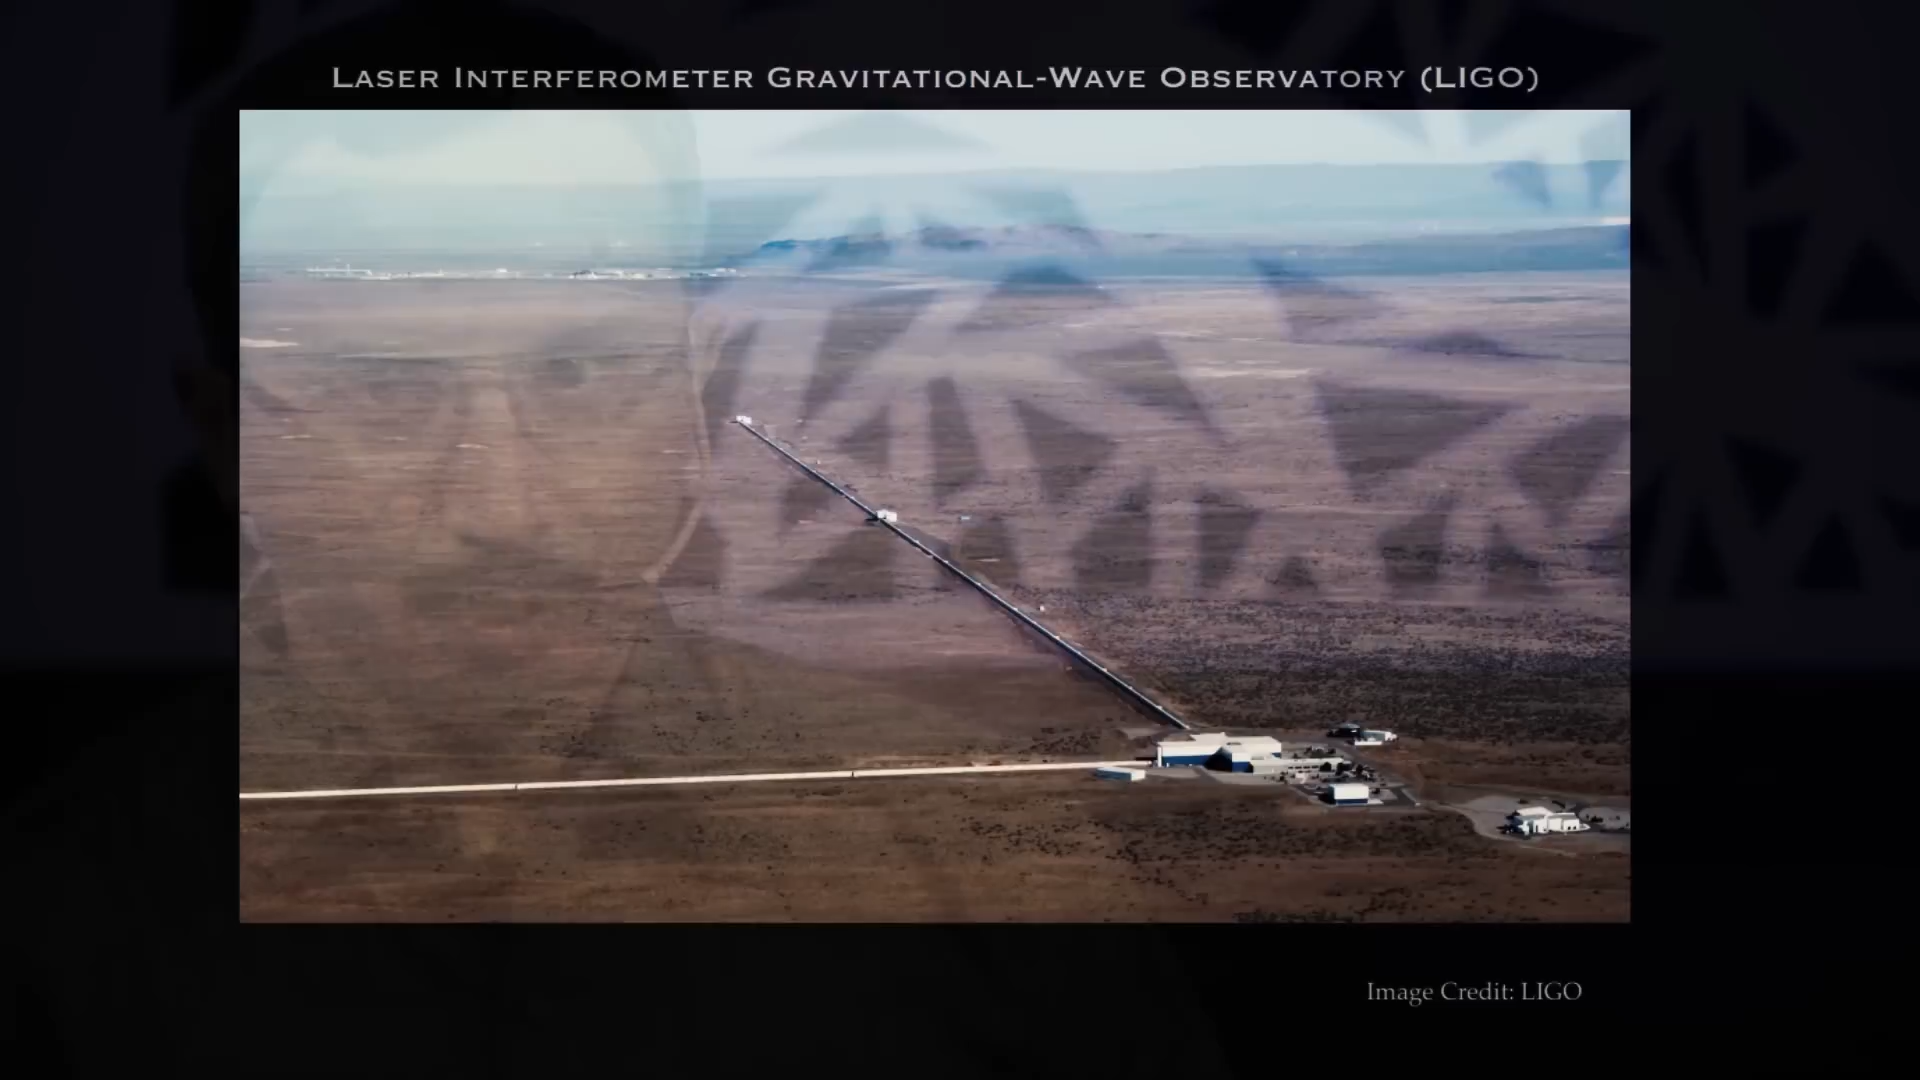 Laser Interferometer Gravitational-Wave Observatory (LIGO)
Image Credit: LIGO